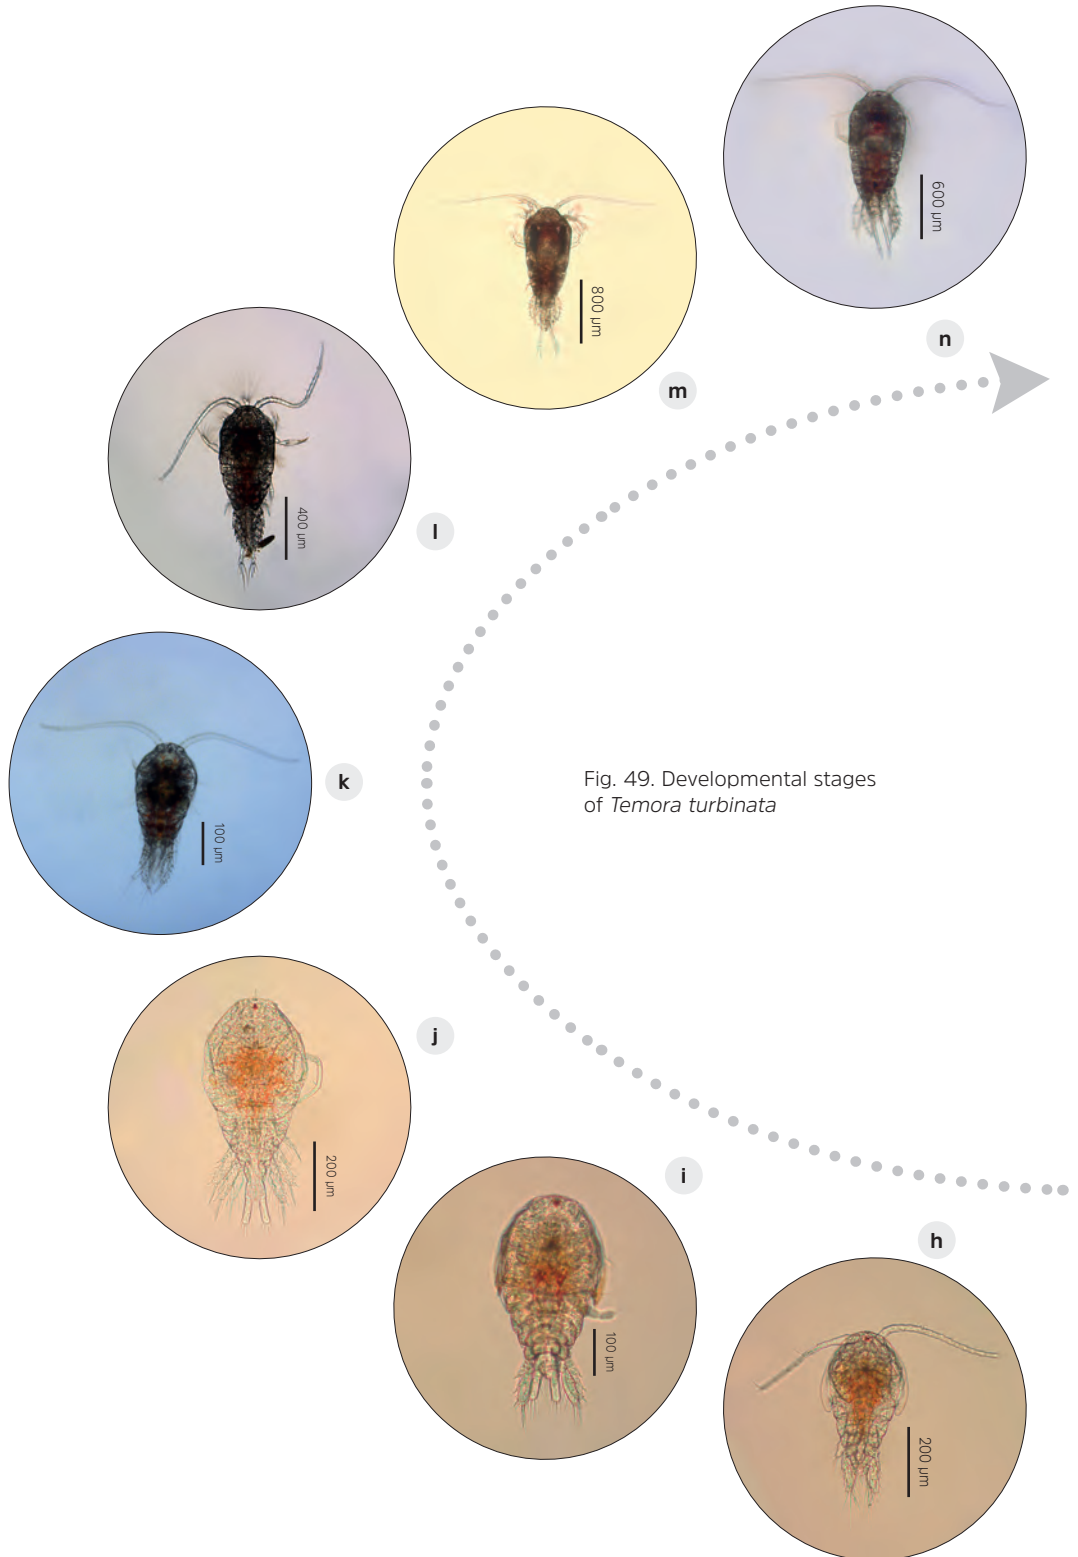 600 µm
n
800 µm
m
400 µm
l
100 µm
k
Fig. 49. Developmental stages
of Temora turbinata
j
200 µm
i
100 µm
h
200 µm